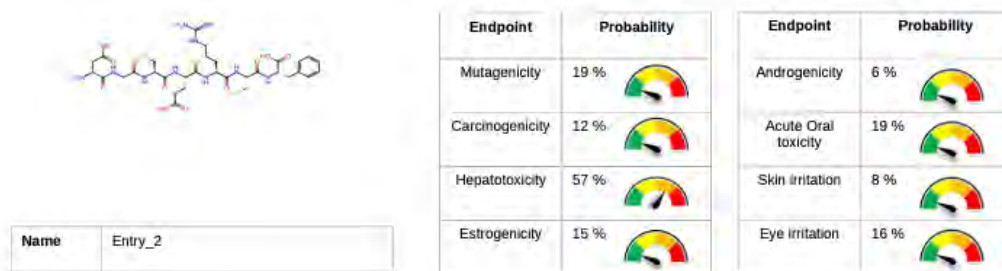 Endpoint Probability
Mutagenicity 19 %
Carcinogenicity 12 %
Hepatotoxicity 57 %
Estrogenicity 15 %
Endpoint Probability
Androgenicity 6 %
Acute Oral
toxicity 19 %
Skin irritation 8 %
Eye irritation 16 %
Name Entry_2